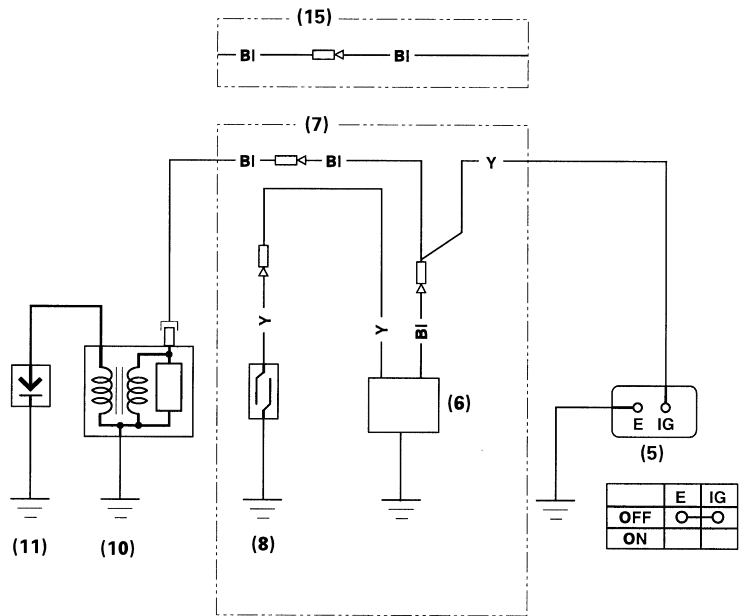 (15)
Bl Bl
(7)
Bl Bl Y
Y Y Bl
(6)
E IG
(5)
E IG
OFF
ON
(11) (10) (8)